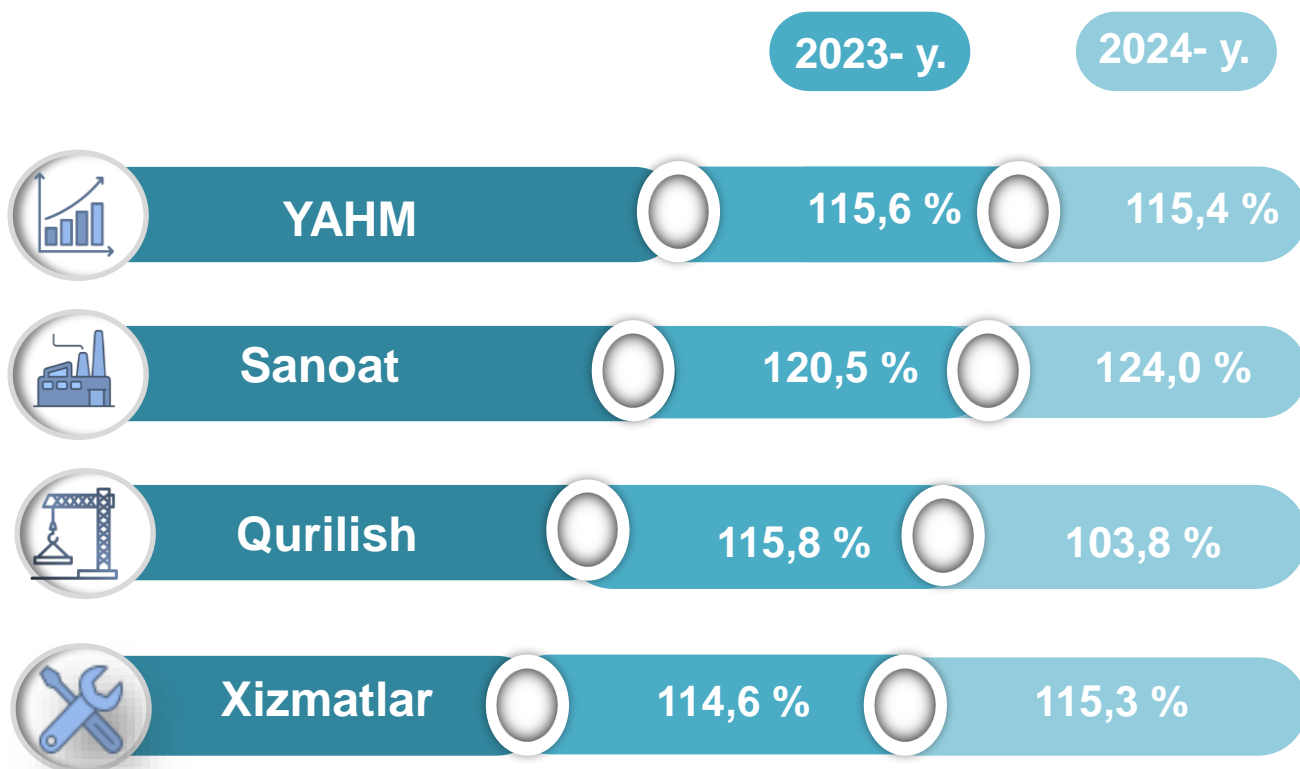 2023- y. 2024- y.
YAHM 115,6 % 115,4 %
Sanoat 120,5 % 124,0 %
Qurilish 115,8 % 103,8 %
Xizmatlar 114,6 % 115,3 %